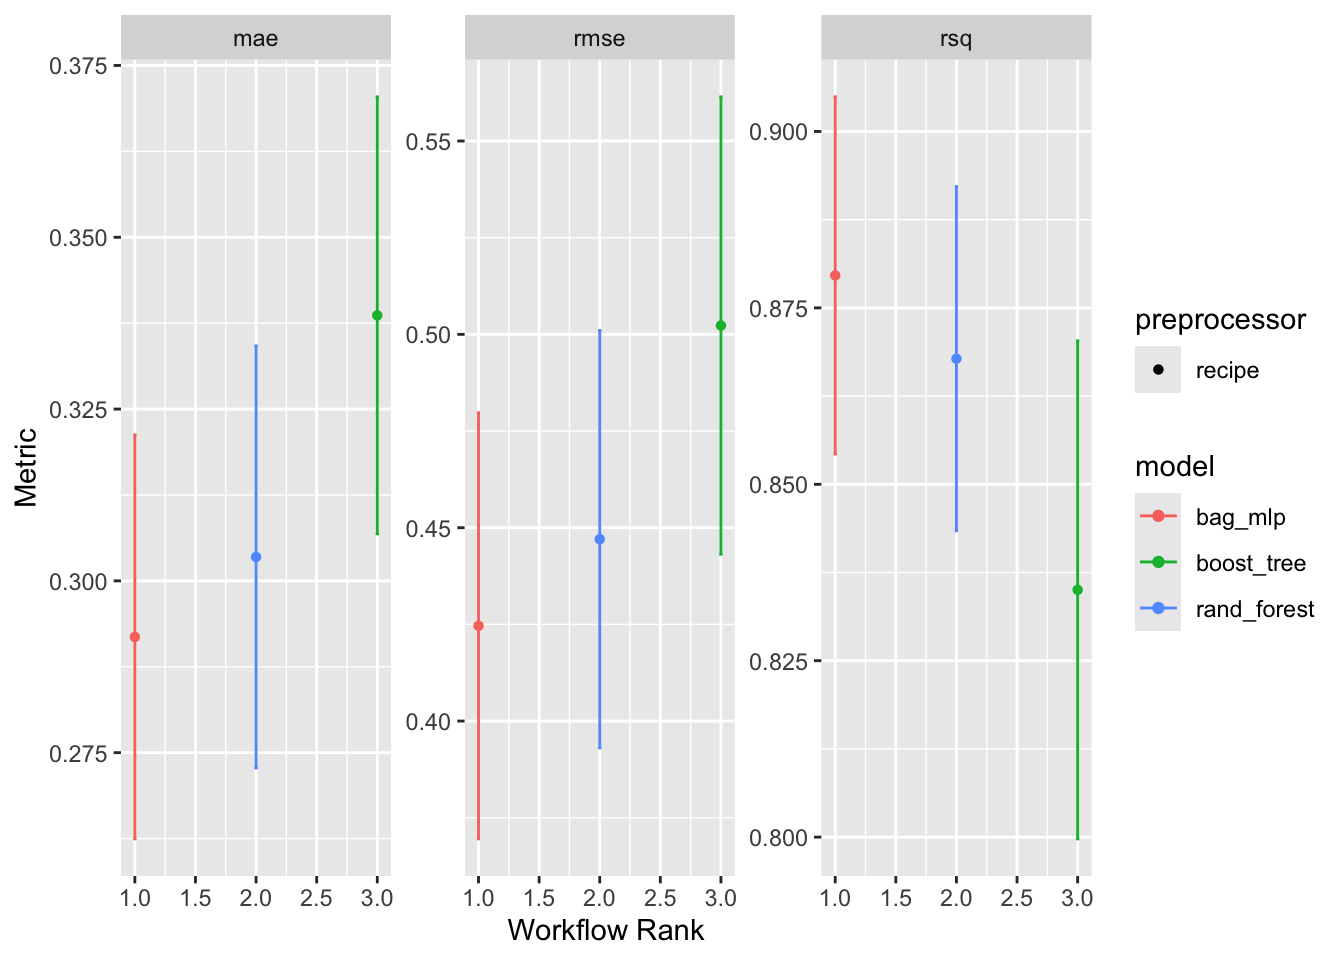 mae
rmse
rsq
0.375
0.350
0.325
0.300
0.275
0.55
0.50
0.45
0.40
0.900
0.875
0.850
0.825
0.800
1.0 1.5 2.0 2.5 3.0
1.0 1.5 2.0 2.5 3.0
1.0 1.5 2.0 2.5 3.0
Metric
Workflow Rank
preprocessor
recipe
model
bag_mlp
boost_tree
rand_forest